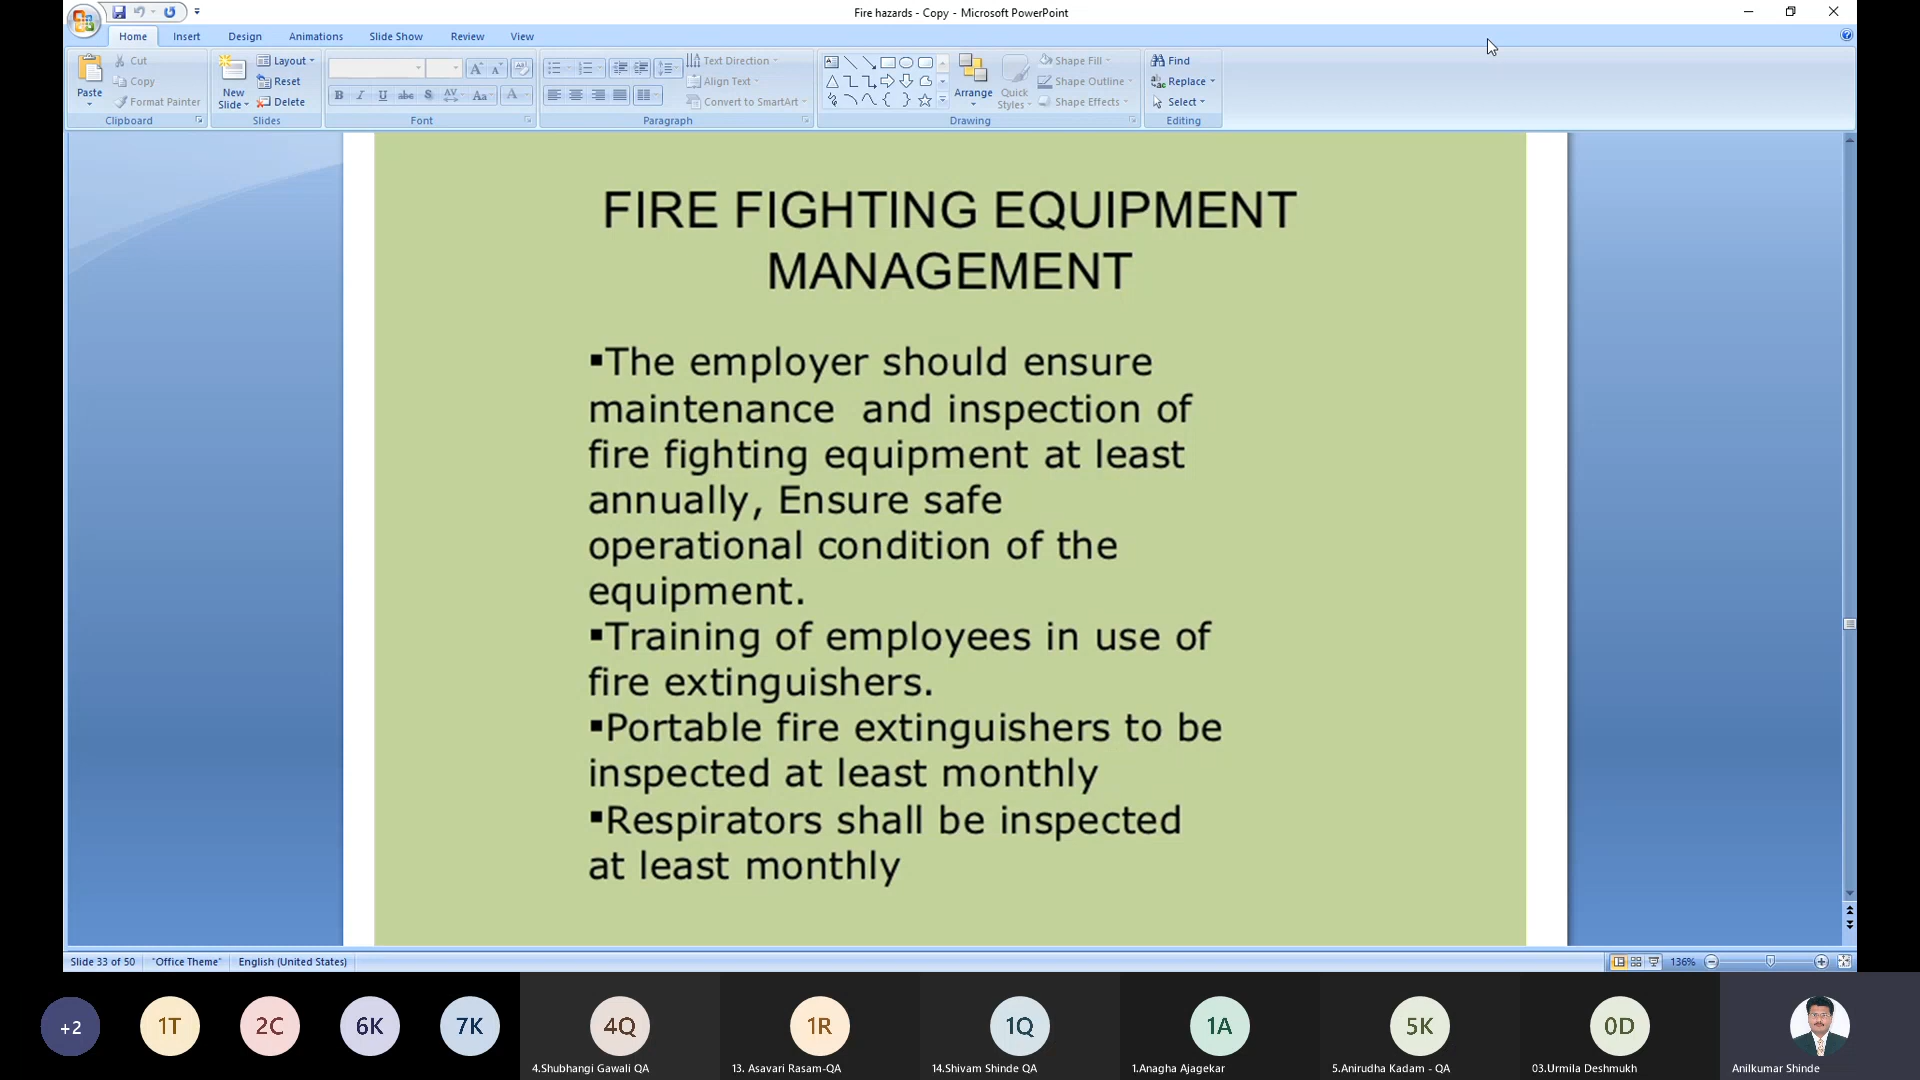 Fire hazards - Copy - Microsoft PowerPoint
Home Insert Design Animations Slide Show Review View
Paste
Cut
Copy
Format Painter
Clipboard
New
Slide
Layout
Reset
Delete
Slides
B I U abc S AV Aa A
Font
Text Direction
Align Text
Convert to SmartArt
Paragraph
Arrange
Quick
Styles
Shape Fill
Shape Outline
Shape Effects
Drawing
Find
Replace
Select
Editing
FIRE FIGHTING EQUIPMENT
MANAGEMENT
▪The employer should ensure
maintenance  and inspection of
fire fighting equipment at least
annually, Ensure safe
operational condition of the
equipment.
▪Training of employees in use of
fire extinguishers.
▪Portable fire extinguishers to be
inspected at least monthly
▪Respirators shall be inspected
at least monthly
Slide 33 of 50 "Office Theme" English (United States) 136%
+2 1T 2C 6K 7K 4Q 1R 1Q 1A 5K 0D
4.Shubhangi Gawali QA 13. Asavari Rasam-QA 14.Shivam Shinde QA 1.Anagha Ajagekar 5.Anirudha Kadam - QA 03.Urmila Deshmukh Anilkumar Shinde